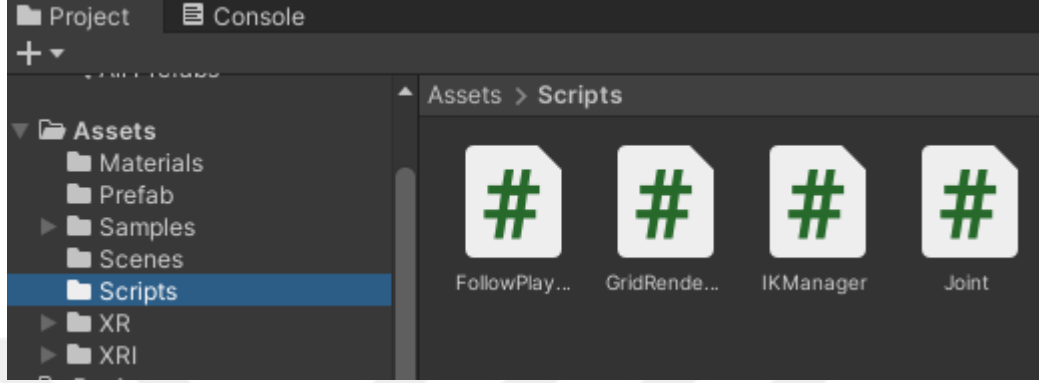 Project Console
Assets > Scripts
Assets
Materials
Prefab
Samples
Scenes
Scripts
XR
XRI
FollowPlay...
GridRende...
IKManager
Joint